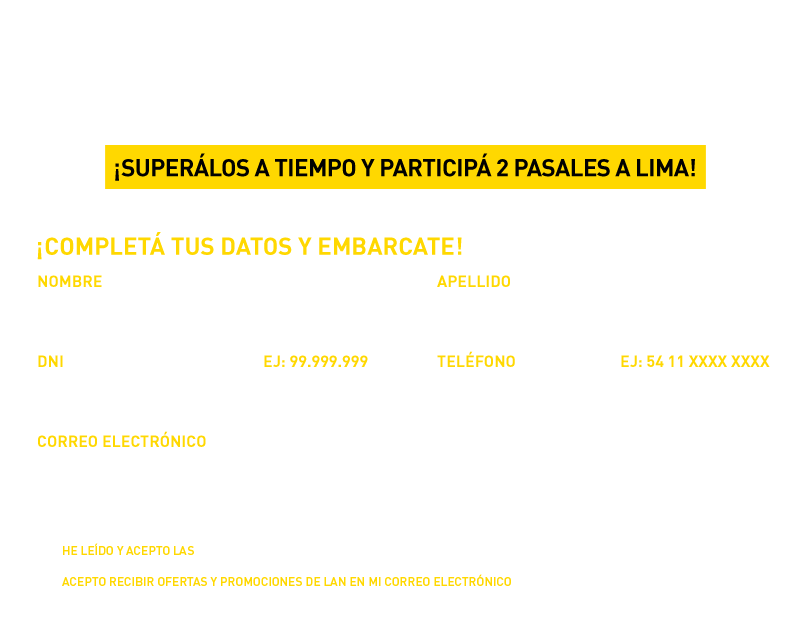 ¡SUPERÁLOS A TIEMPO Y PARTICIPÁ 2 PASALES A LIMA!
¡COMPLETÁ TUS DATOS Y EMBARCATE!
NOMBRE APELLIDO
DNI EJ: 99.999.999 TELÉFONO EJ: 54 11 XXXX XXXX
CORREO ELECTRÓNICO
HE LEÍDO Y ACEPTO LAS
ACEPTO RECIBIR OFERTAS Y PROMOCIONES DE LAN EN MI CORREO ELECTRÓNICO